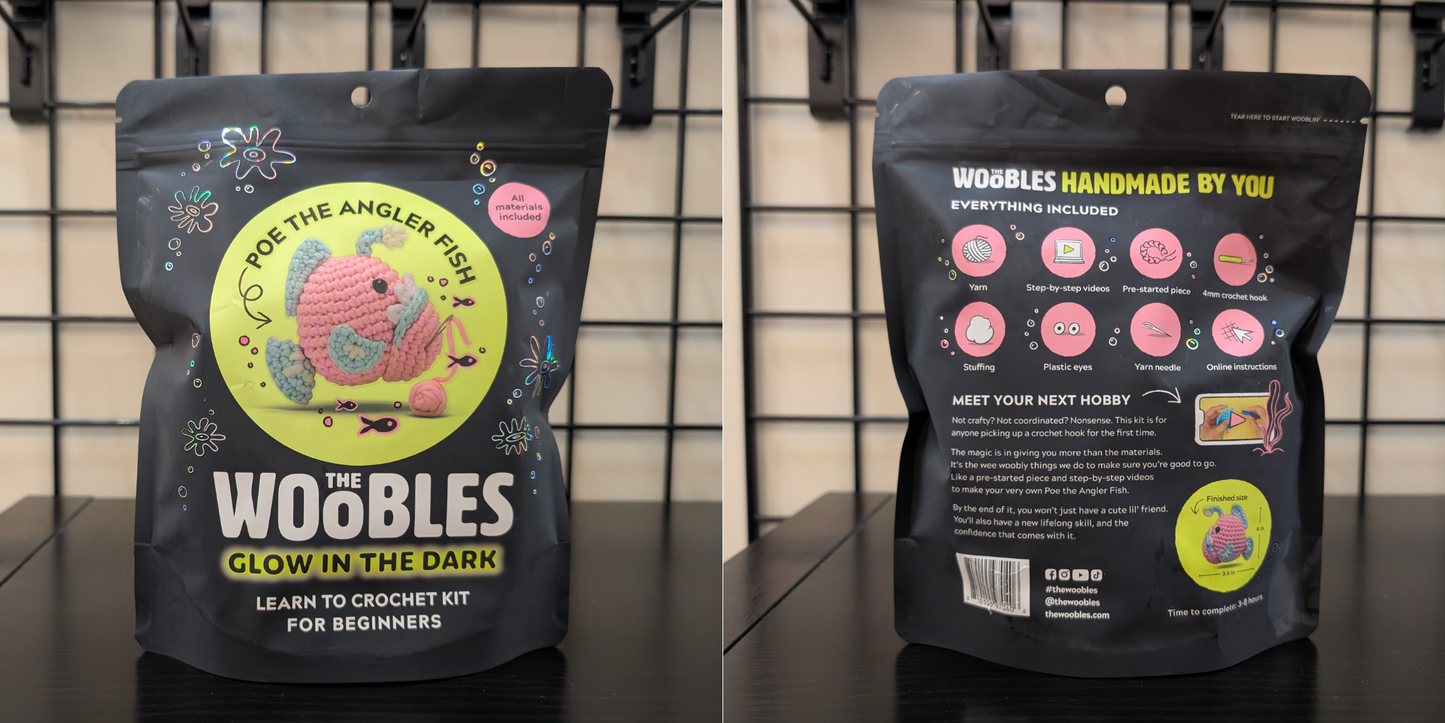 POE THE ANGLER FISH
All
materials
included
THE
WOOBLES
GLOW IN THE DARK
LEARN TO CROCHET KIT
FOR BEGINNERS
TEAR HERE TO START WOOBLIN'
THE WOOBLES HANDMADE BY YOU
EVERYTHING INCLUDED
Yarn
Step-by-step videos
Pre-started piece
4mm crochet hook
Stuffing
Plastic eyes
Yarn needle
Online instructions
MEET YOUR NEXT HOBBY
Not crafty? Not coordinated? Nonsense. This kit is for
anyone picking up a crochet hook for the first time.
The magic is in giving you more than the materials.
It's the wee woobly things we do to make sure you're good to go.
Like a pre-started piece and step-by-step videos
to make your very own Poe the Angler Fish.
By the end of it, you won't just have a cute lil' friend.
You'll also have a new lifelong skill, and the
confidence that comes with it.
Finished size
4 in
3.5 in
Time to complete: 3-8 hours
#thewoobles
@thewoobles
thewoobles.com